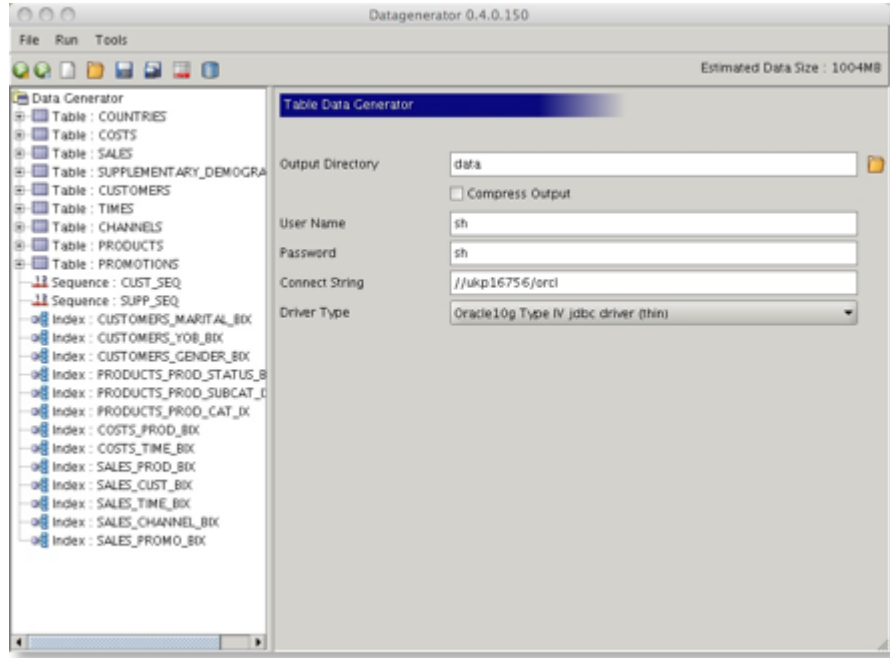 Datagenerator 0.4.0.150
File Run Tools
Estimated Data Size : 1004MB
Data Generator
Table : COUNTRIES
Table : COSTS
Table : SALES
Table : SUPPLEMENTARY_DEMOGRA
Table : CUSTOMERS
Table : TIMES
Table : CHANNELS
Table : PRODUCTS
Table : PROMOTIONS
Sequence : CUST_SEQ
Sequence : SUPP_SEQ
Index : CUSTOMERS_MARITAL_BIX
Index : CUSTOMERS_YOB_BIX
Index : CUSTOMERS_GENDER_BIX
Index : PRODUCTS_PROD_STATUS_B
Index : PRODUCTS_PROD_SUBCAT_I
Index : PRODUCTS_PROD_CAT_IX
Index : COSTS_PROD_BIX
Index : COSTS_TIME_BIX
Index : SALES_PROD_BIX
Index : SALES_CUST_BIX
Index : SALES_TIME_BIX
Index : SALES_CHANNEL_BIX
Index : SALES_PROMO_BIX
Table Data Generator
Output Directory data
Compress Output
User Name sh
Password sh
Connect String //ukp16756/orcl
Driver Type Oracle10g Type IV jdbc driver (thin)